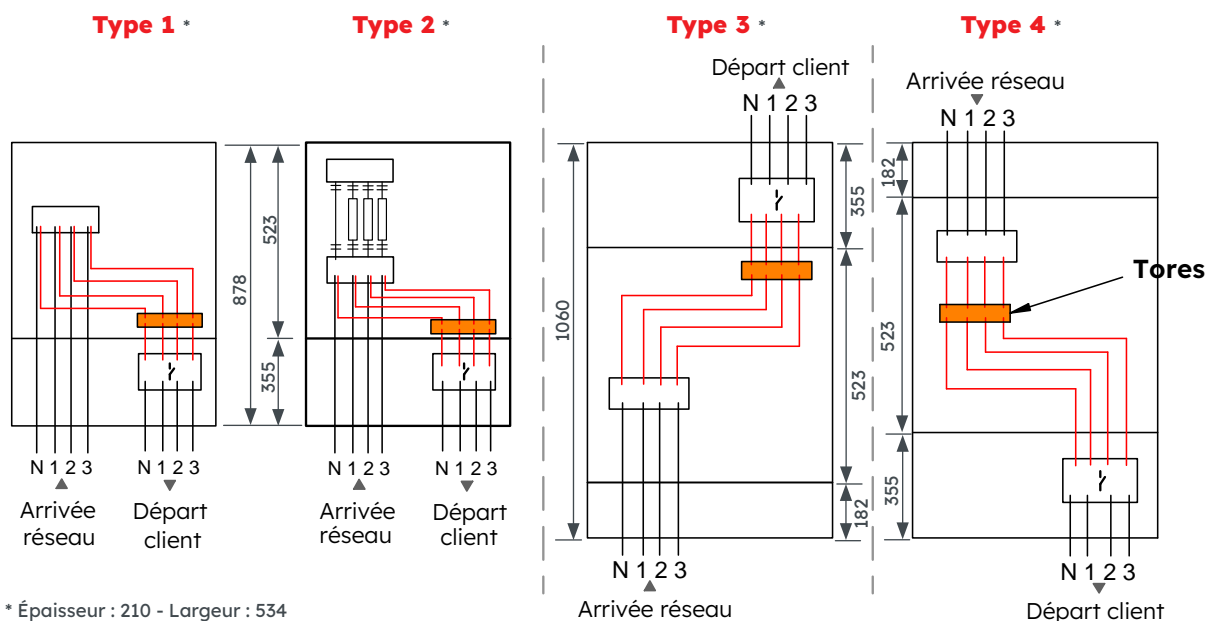 Type 1 *
Type 2 *
Type 3 *
Type 4 *
Départ client
N 1 2 3
Arrivée réseau
N 1 2 3
523
878
355
N 1 2 3
Arrivée
réseau
N 1 2 3
Départ
client
N 1 2 3
Arrivée
réseau
N 1 2 3
Départ
client
1060
355
523
182
N 1 2 3
Arrivée réseau
182
523
355
Tores
N 1 2 3
Départ client
* Épaisseur : 210 - Largeur : 534